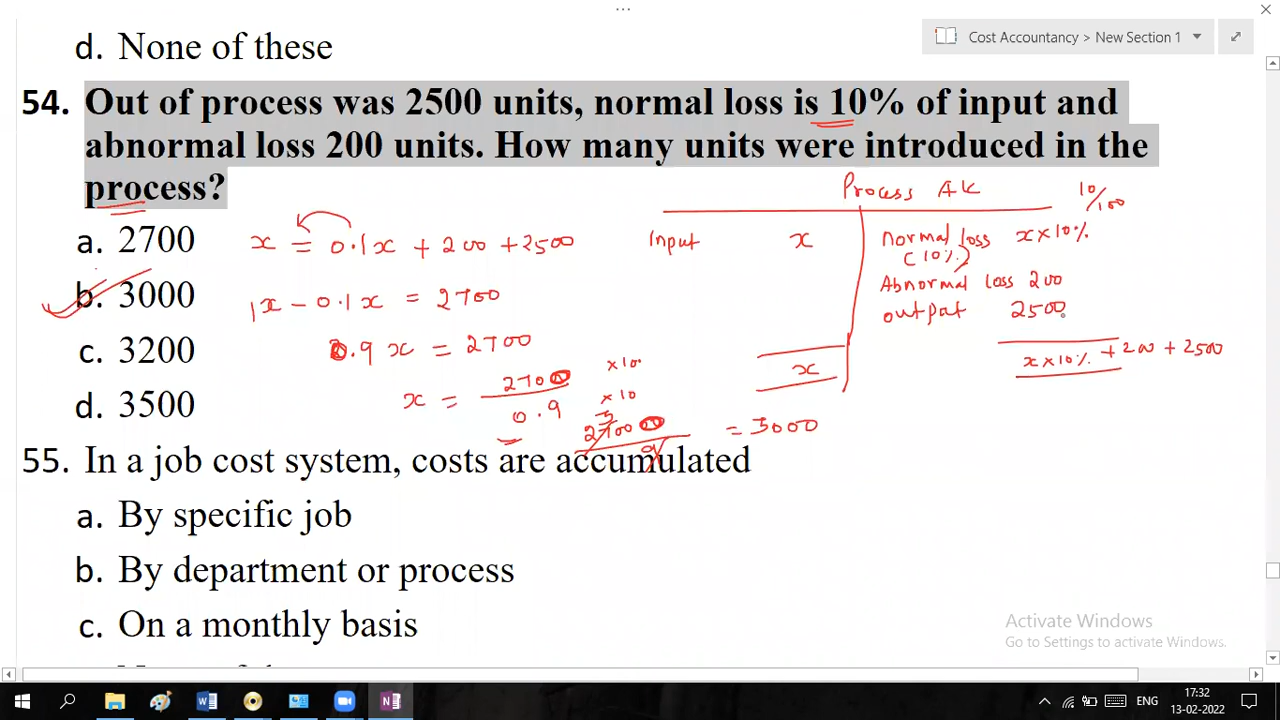 Cost Accountancy > New Section 1
d. None of these
54. Out of process was 2500 units, normal loss is 10% of input and
abnormal loss 200 units. How many units were introduced in the
process?
a. 2700
b. 3000
c. 3200
d. 3500
x = 0.1x + 200 + 2500
1x - 0.1x = 2700
0.9x = 2700
x = 2700 / 0.9
x10
x10
27000 / 9 = 3000
3
Process A/c
10/100
Input x
Normal loss x x 10%
(10%)
Abnormal loss 200
output 2500
x
x x 10% + 200 + 2500
55. In a job cost system, costs are accumulated
a. By specific job
b. By department or process
c. On a monthly basis
Activate Windows
Go to Settings to activate Windows.
ENG
17:32
13-02-2022